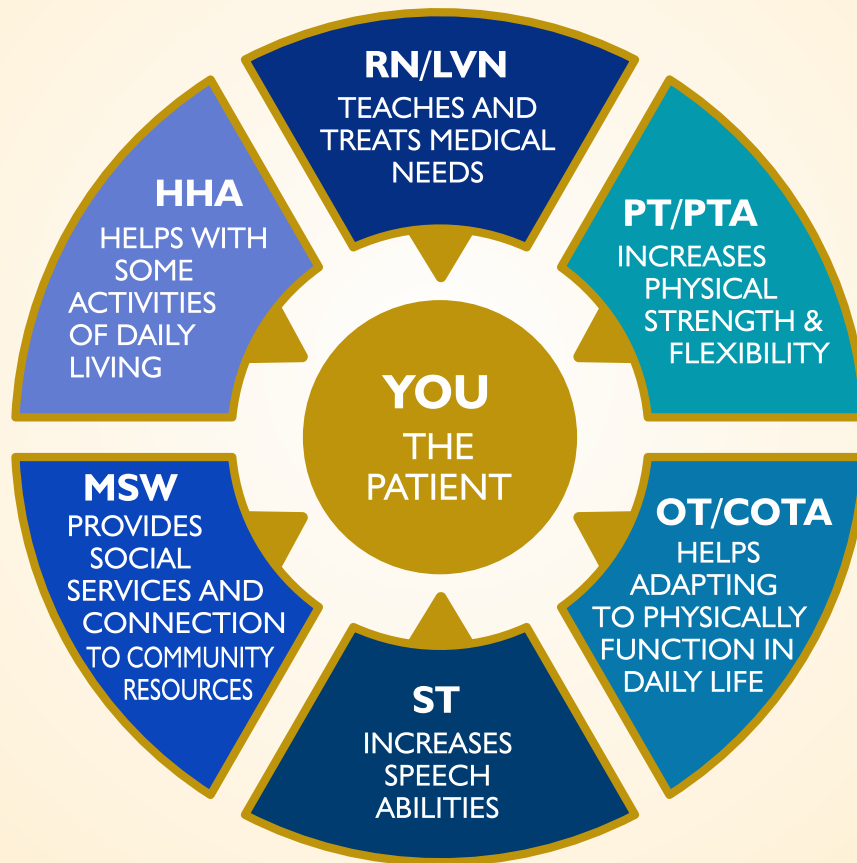 RN/LVN
TEACHES AND
TREATS MEDICAL
NEEDS
PT/PTA
INCREASES
PHYSICAL
STRENGTH &
FLEXIBILITY
OT/COTA
HELPS
ADAPTING
TO PHYSICALLY
FUNCTION IN
DAILY LIFE
ST
INCREASES
SPEECH
ABILITIES
MSW
PROVIDES
SOCIAL
SERVICES AND
CONNECTION
TO COMMUNITY
RESOURCES
HHA
HELPS WITH
SOME
ACTIVITIES
OF DAILY
LIVING
YOU
THE
PATIENT